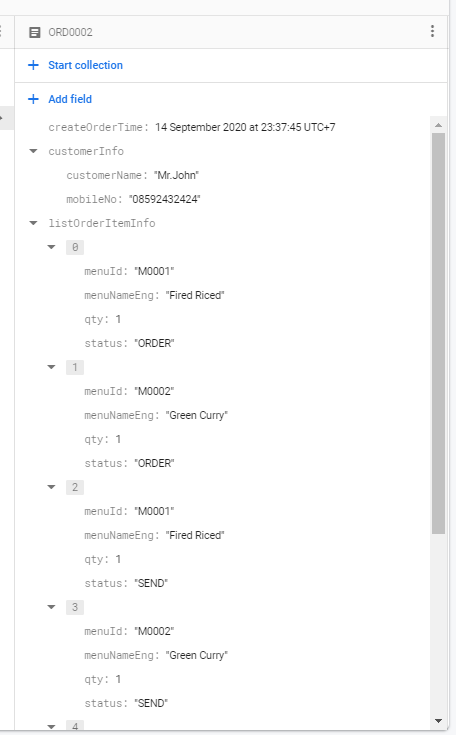 ORD0002
Start collection
Add field
createOrderTime: 14 September 2020 at 23:37:45 UTC+7
customerInfo
customerName: "Mr.John"
mobileNo: "08592432424"
listOrderItemInfo
0
menuId: "M0001"
menuNameEng: "Fired Riced"
qty: 1
status: "ORDER"
1
menuId: "M0002"
menuNameEng: "Green Curry"
qty: 1
status: "ORDER"
2
menuId: "M0001"
menuNameEng: "Fired Riced"
qty: 1
status: "SEND"
3
menuId: "M0002"
menuNameEng: "Green Curry"
qty: 1
status: "SEND"
4